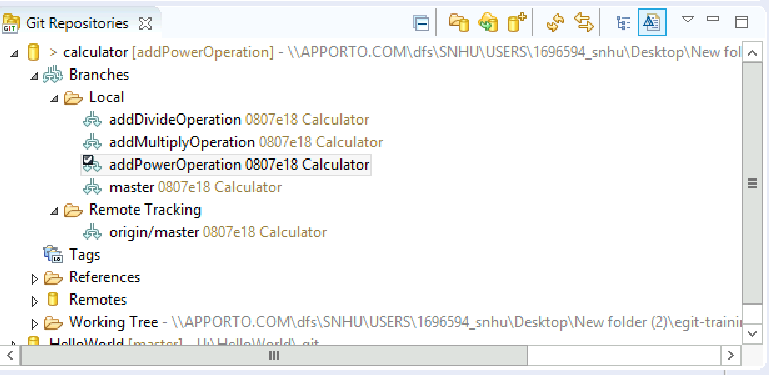 Git Repositories
> calculator [addPowerOperation] - \\APPORTO.COM\dfs\SNHU\USERS\1696594_snhu\Desktop\New fol
Branches
Local
addDivideOperation 0807e18 Calculator
addMultiplyOperation 0807e18 Calculator
addPowerOperation 0807e18 Calculator
master 0807e18 Calculator
Remote Tracking
origin/master 0807e18 Calculator
Tags
References
Remotes
Working Tree - \\APPORTO.COM\dfs\SNHU\USERS\1696594_snhu\Desktop\New folder (2)\egit-traini
HelloWorld [master] - U:\HelloWorld\.git